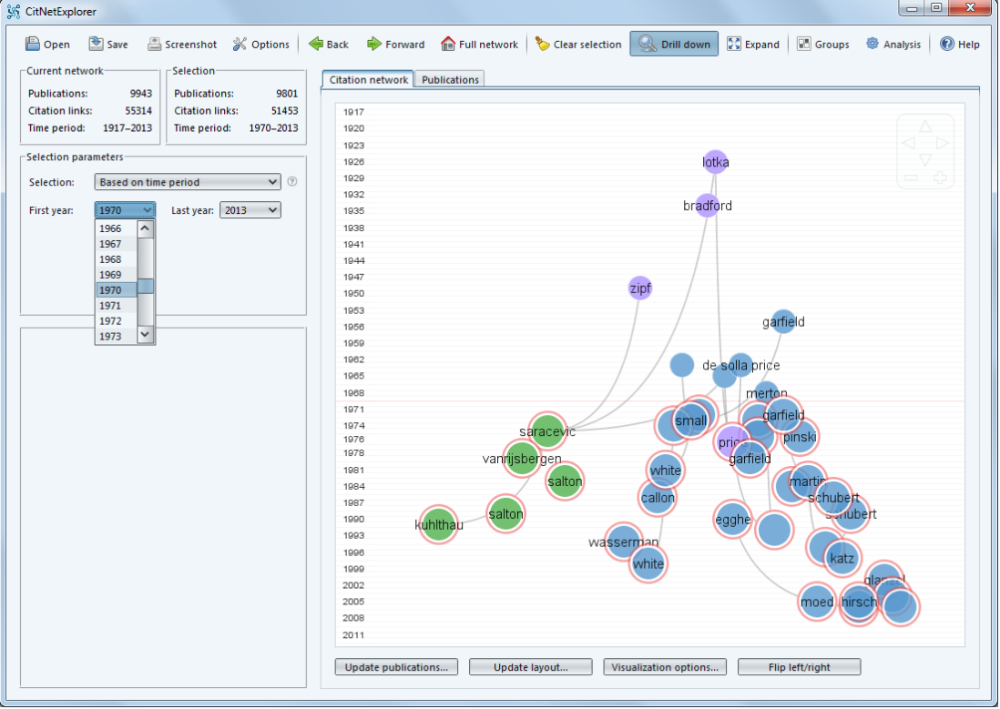 CitNetExplorer
Open Save Screenshot Options Back Forward Full network Clear selection Drill down Expand Groups Analysis Help
Current network
Publications: 9943
Citation links: 55314
Time period: 1917–2013
Selection
Publications: 9801
Citation links: 51453
Time period: 1970–2013
Selection parameters
Selection: Based on time period ?
First year: 1970 Last year: 2013
1966
1967
1968
1969
1970
1971
1972
1973
Citation network Publications
1917
1920
1923
1926
1929
1932
1935
1938
1941
1944
1947
1950
1953
1956
1959
1962
1965
1968
1971
1974
1976
1978
1981
1984
1987
1990
1993
1996
1999
2002
2005
2008
2011
lotka
bradford
zipf
garfield
de solla price
merton
garfield
small
saracevic
pinski
price
vanrijsbergen
garfield
white
salton
martin
callon
schubert
salton
schubert
egghe
kuhlthau
wasserman
katz
white
glanzel
moed
hirsch
Update publications... Update layout... Visualization options... Flip left/right